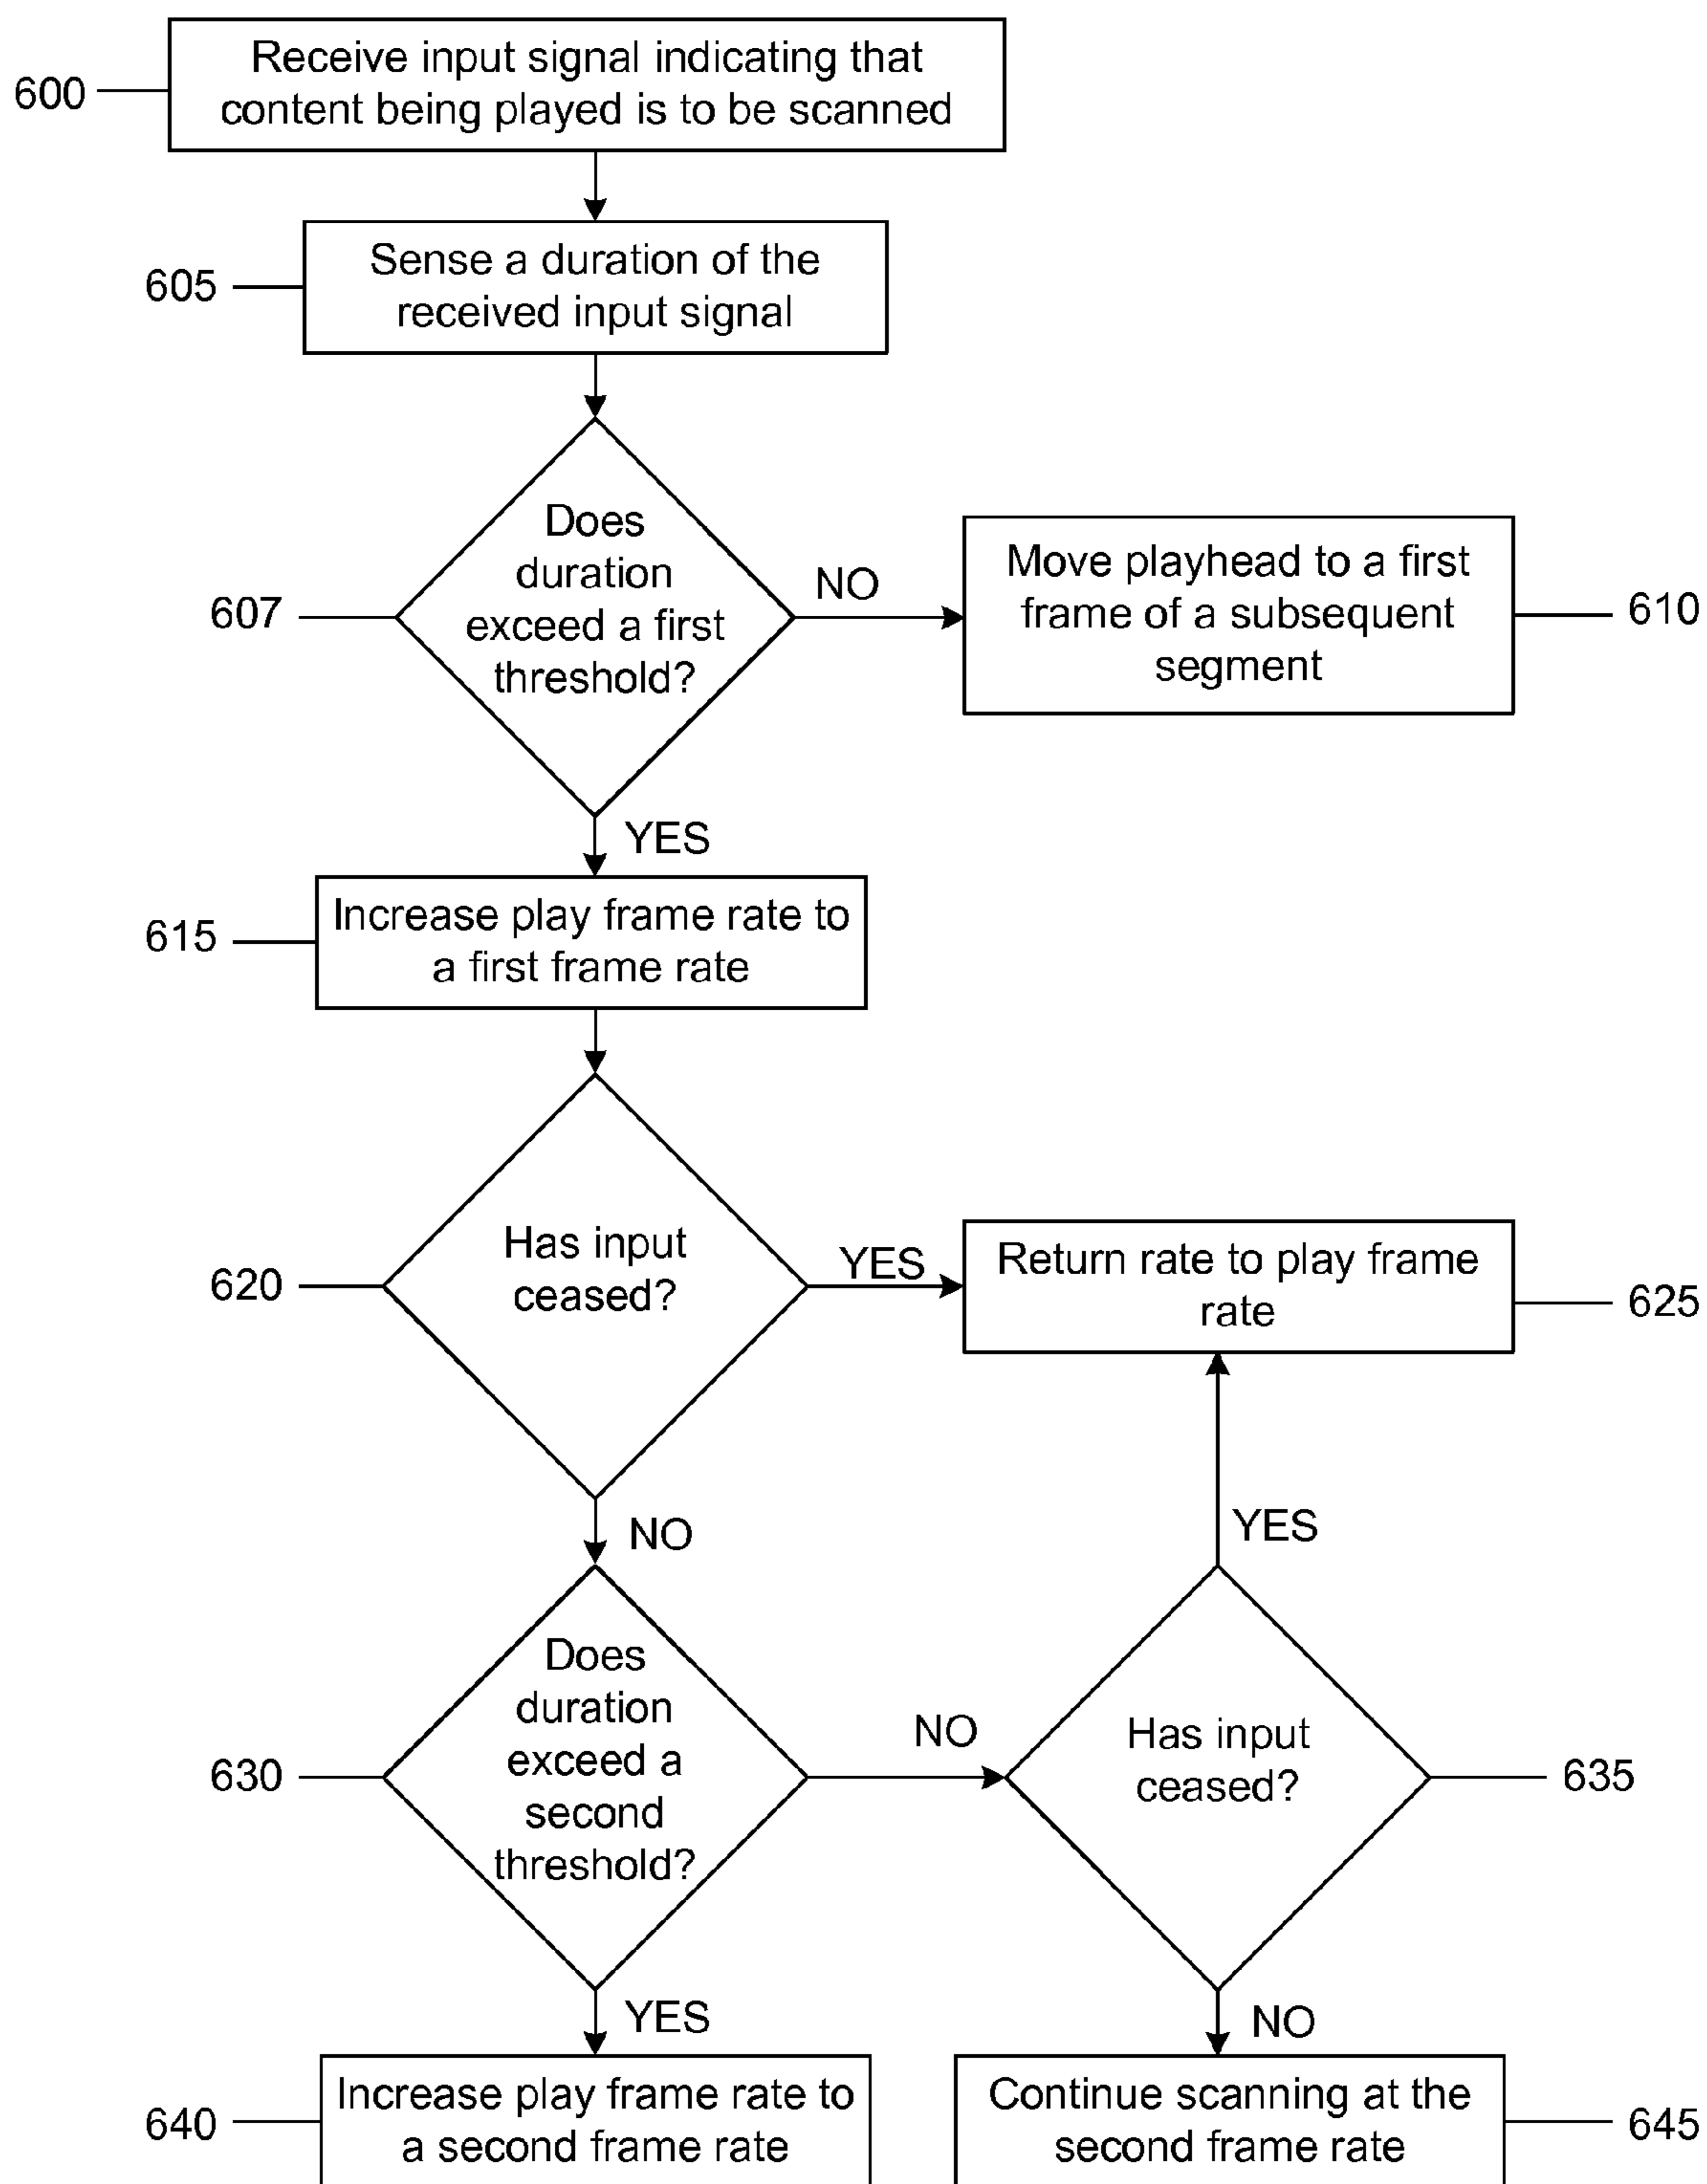 600
Receive input signal indicating that
content being played is to be scanned
605
Sense a duration of the
received input signal
607
Does
duration
exceed a first
threshold?
NO
Move playhead to a first
frame of a subsequent
segment
610
YES
615
Increase play frame rate to
a first frame rate
620
Has input
ceased?
YES
Return rate to play frame
rate
625
NO
YES
630
Does
duration
exceed a
second
threshold?
NO
Has input
ceased?
635
YES
NO
640
Increase play frame rate to
a second frame rate
Continue scanning at the
second frame rate
645